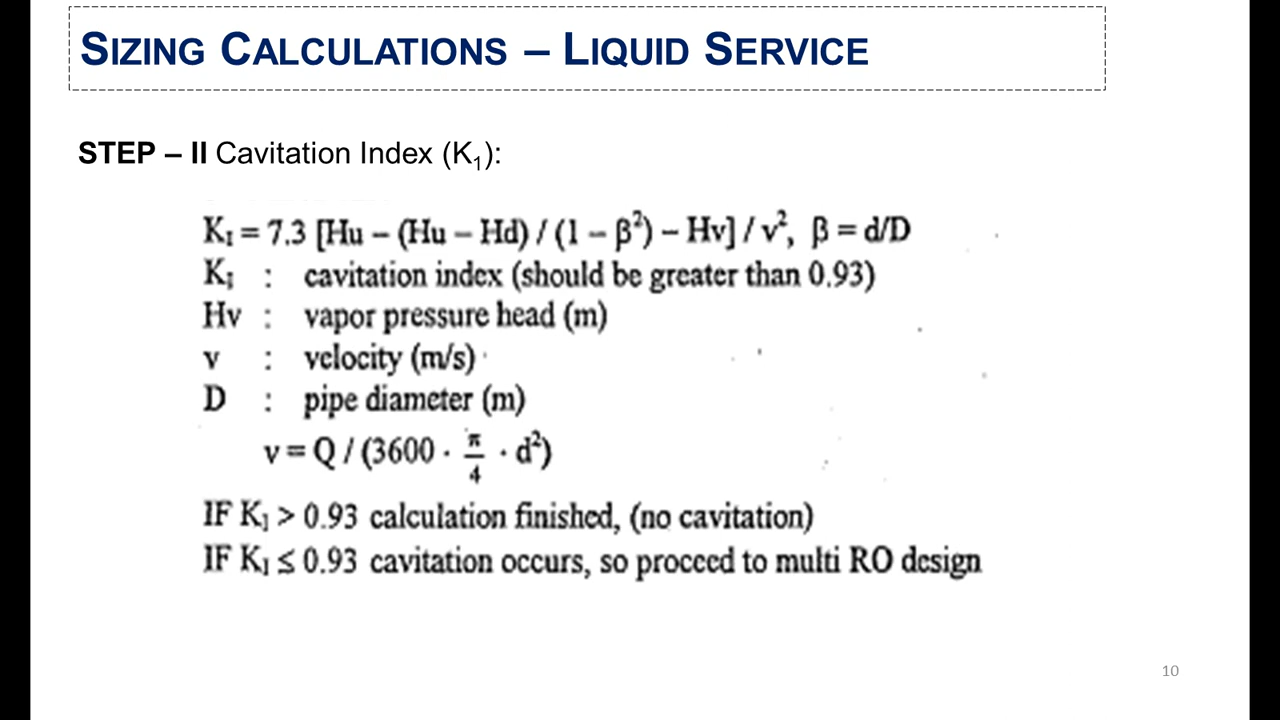 SIZING CALCULATIONS – LIQUID SERVICE
STEP – II Cavitation Index (K₁):
K₁ = 7.3 [Hu – (Hu – Hd) / (1 – β²) – Hv] / v², β = d/D
K₁ : cavitation index (should be greater than 0.93)
Hv : vapor pressure head (m)
v : velocity (m/s)
D : pipe diameter (m)
v = Q / (3600 · π/4 · d²)
IF K₁ > 0.93 calculation finished, (no cavitation)
IF K₁ ≤ 0.93 cavitation occurs, so proceed to multi RO design
10